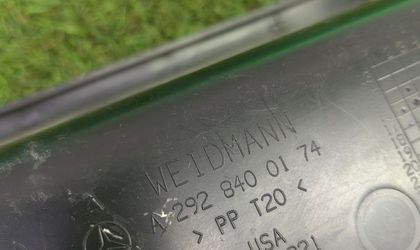 WEIDMANN
A 292 840 01 74
> PP T20 <
USA